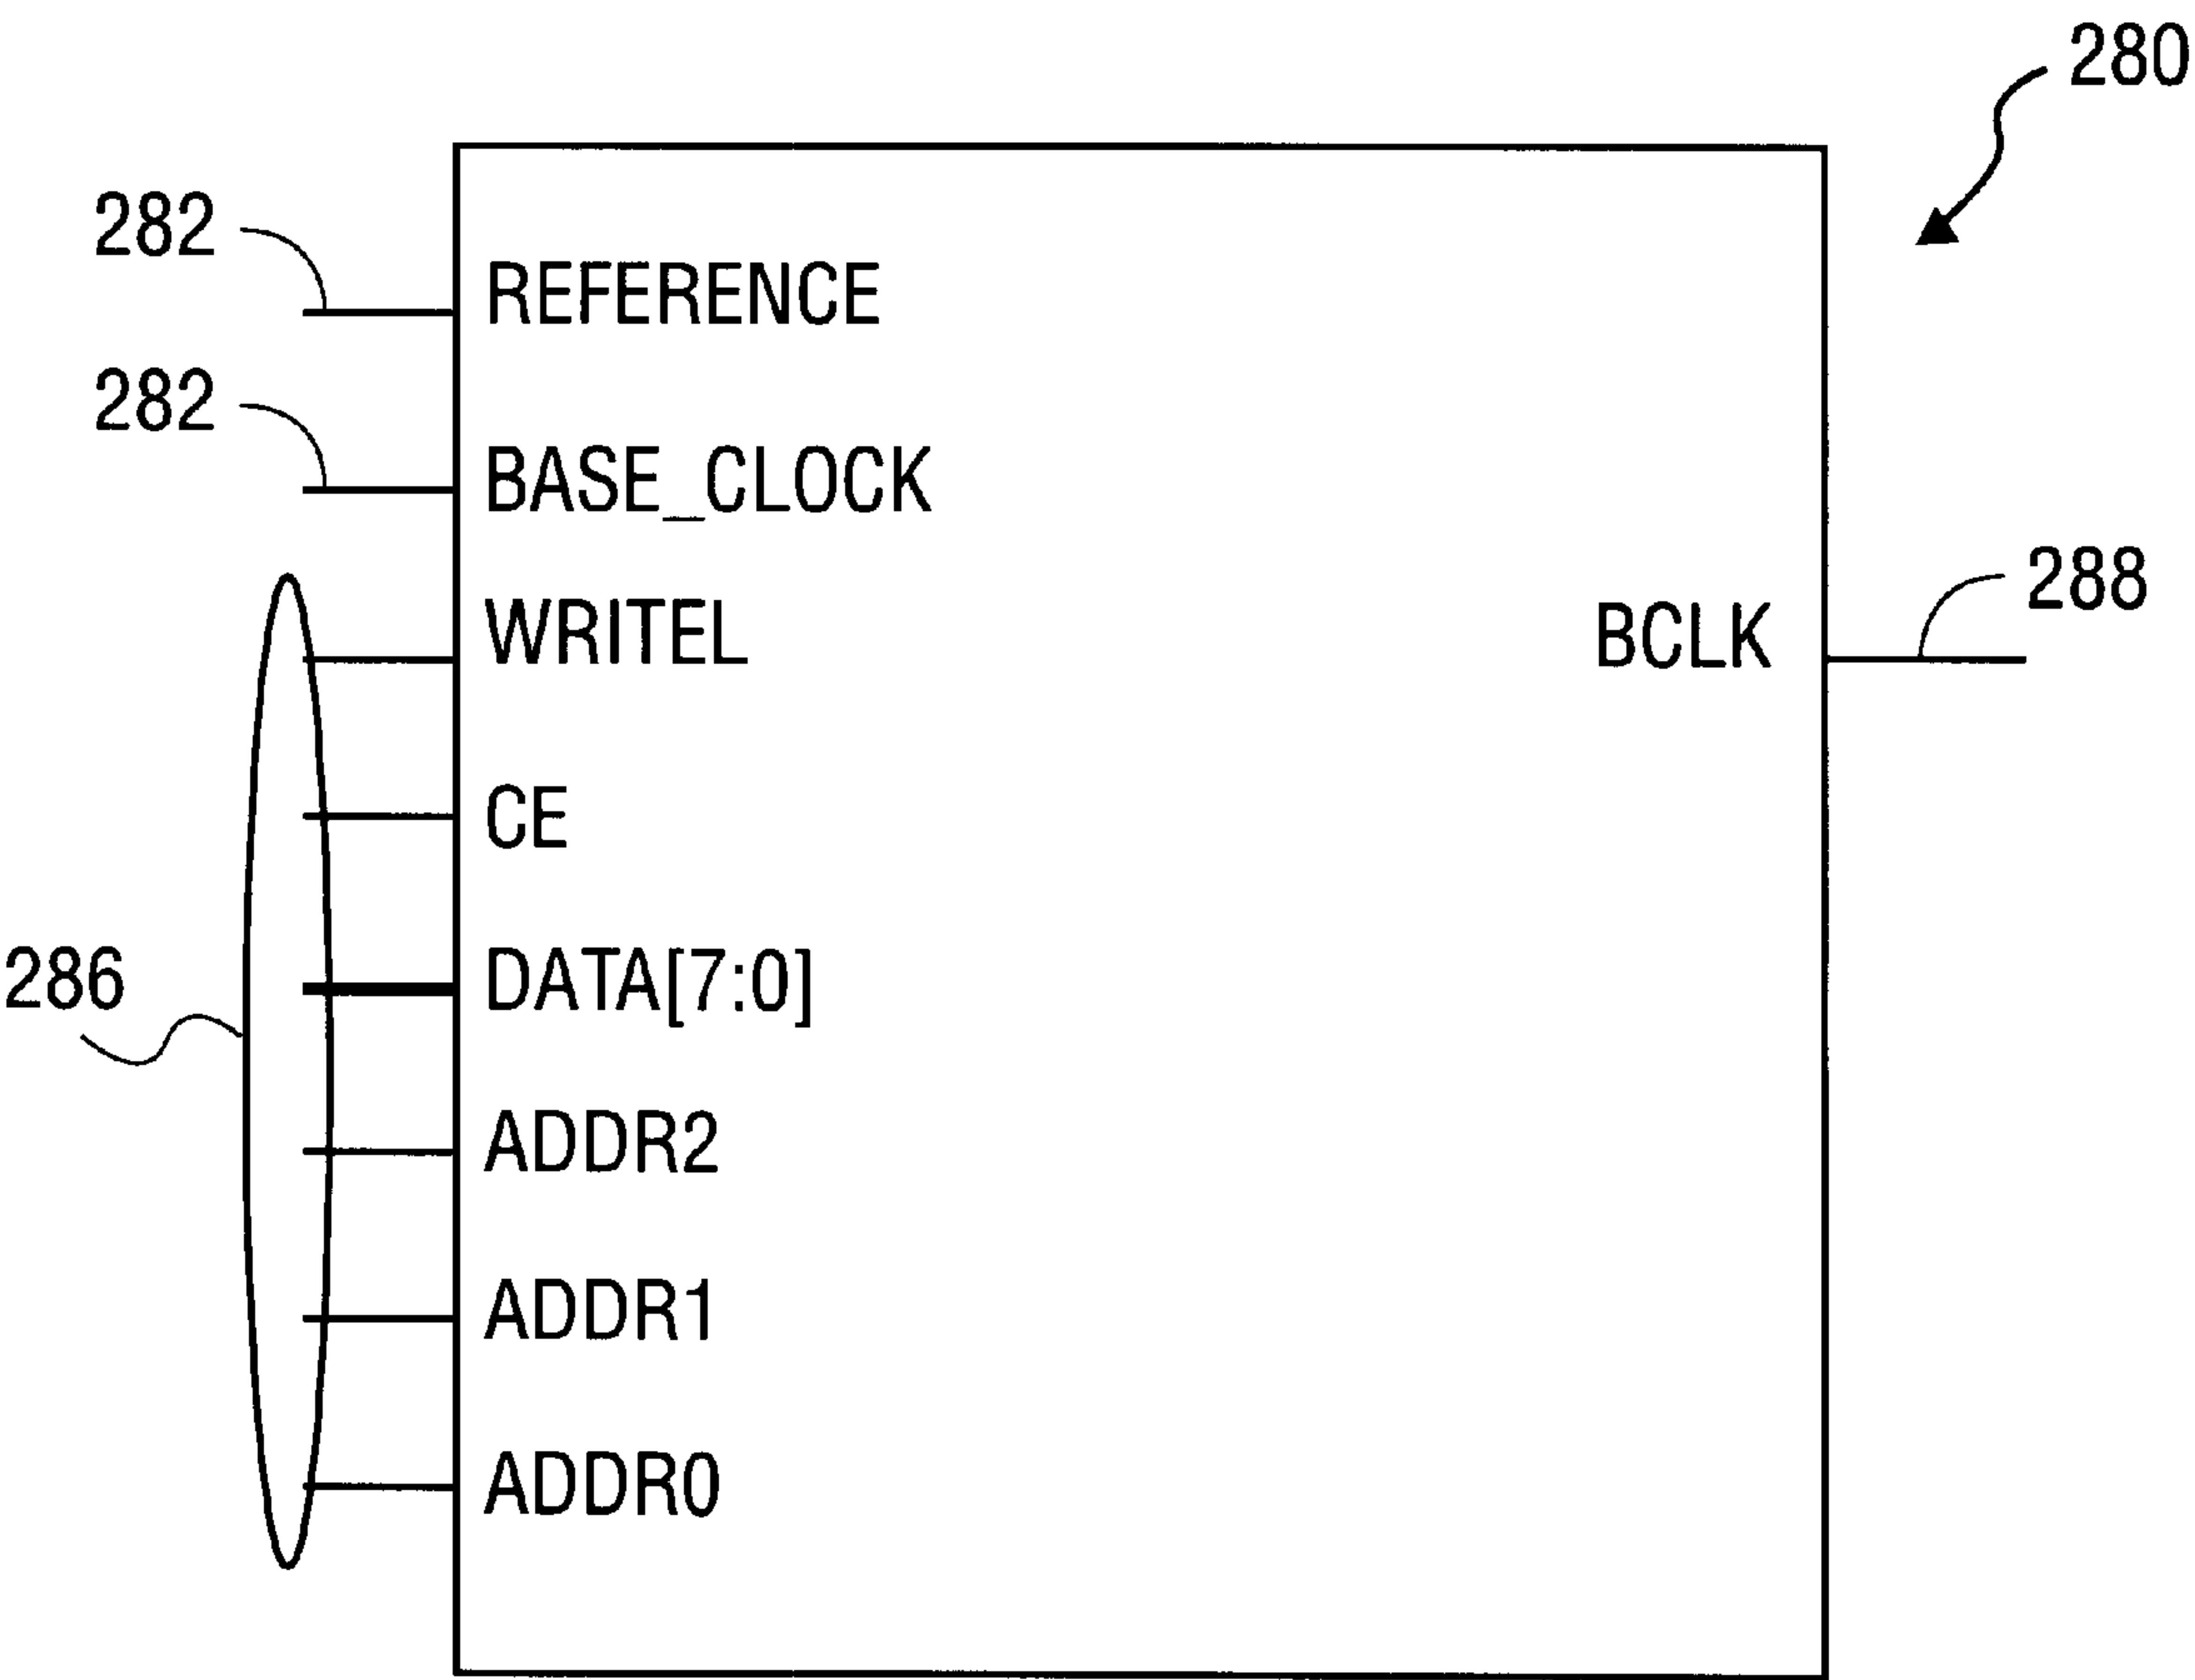 280
282
REFERENCE
282
BASE_CLOCK
WRITEL
BCLK
288
CE
286
DATA[7:0]
ADDR2
ADDR1
ADDR0